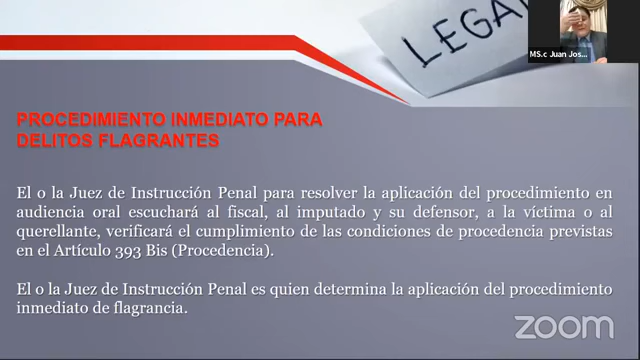 LEGAL
MS.c Juan Jos...
PROCEDIMIENTO INMEDIATO PARA
DELITOS FLAGRANTES
El o la Juez de Instrucción Penal para resolver la aplicación del procedimiento en
audiencia oral escuchará al fiscal, al imputado y su defensor, a la víctima o al
querellante, verificará el cumplimiento de las condiciones de procedencia previstas
en el Artículo 393 Bis (Procedencia).
El o la Juez de Instrucción Penal es quien determina la aplicación del procedimiento
inmediato de flagrancia.
zoom